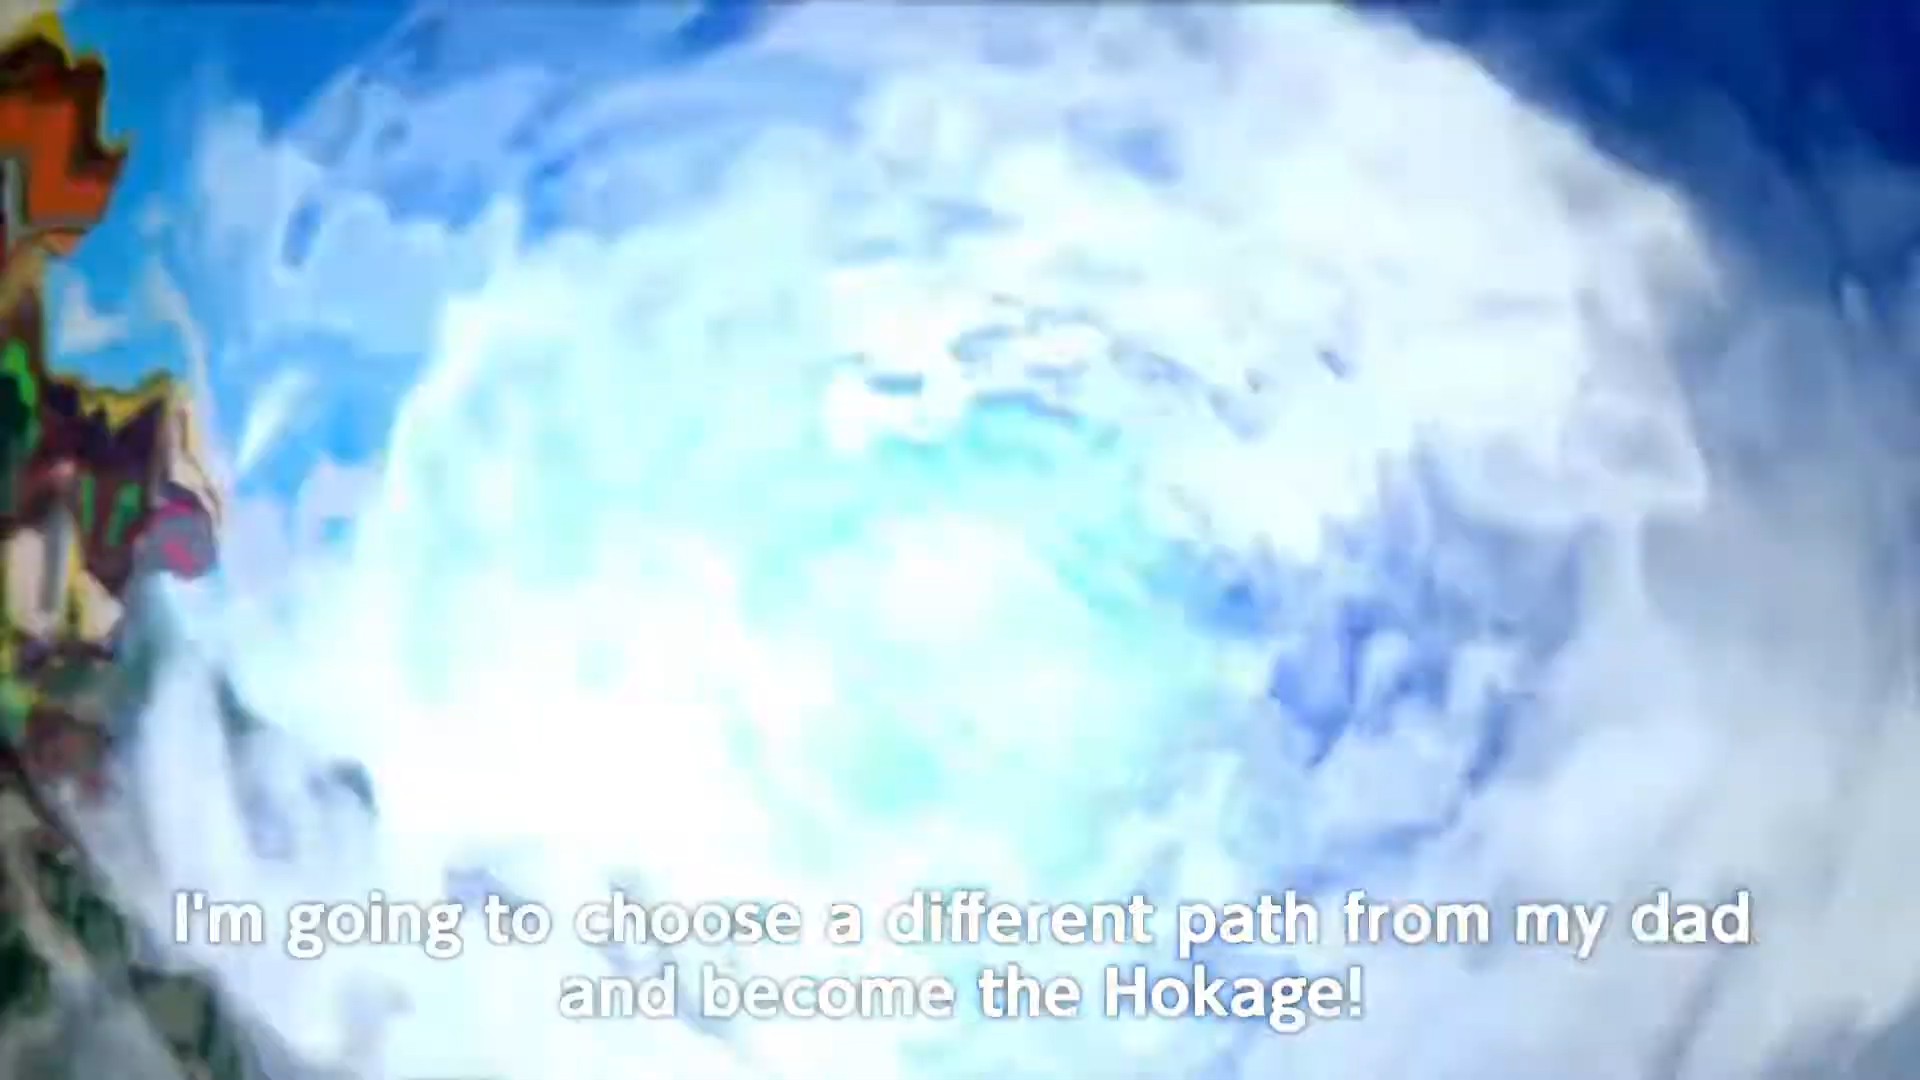 I'm going to choose a different path from my dad
and become the Hokage!